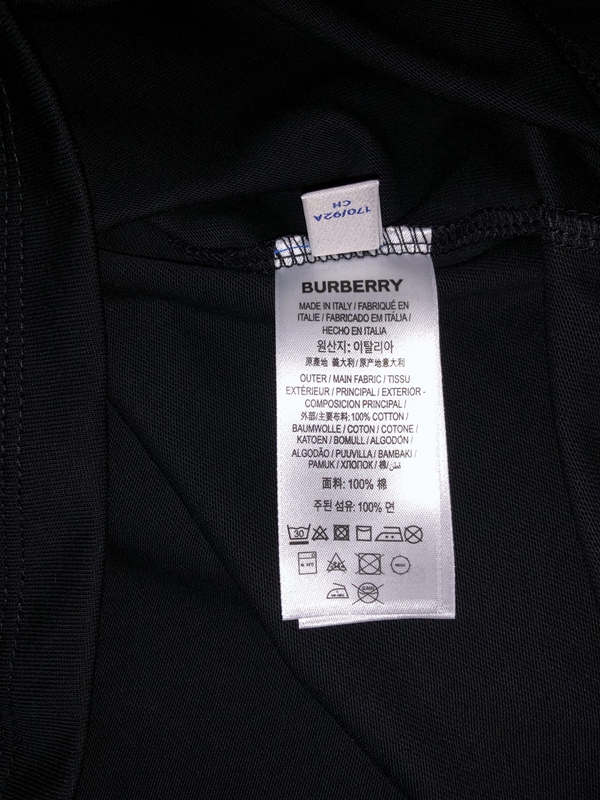 170/92A
CH
BURBERRY
MADE IN ITALY / FABRIQUÉ EN
ITALIE / FABRICADO EM ITÁLIA /
HECHO EN ITALIA
원산지: 이탈리아
原產地 義大利/原产地意大利
OUTER / MAIN FABRIC / TISSU
EXTÉRIEUR / PRINCIPAL / EXTERIOR -
COMPOSICIÓN PRINCIPAL /
外部/主要布料: 100% COTTON /
BAUMWOLLE / COTON / COTONE /
KATOEN / BOMULL / ALGODÓN /
ALGODÃO / PUUVILLA / BAMBAKI /
PAMUK / ХЛОПОК / 棉/قطن
面料: 100% 棉
주된 섬유: 100% 면
30